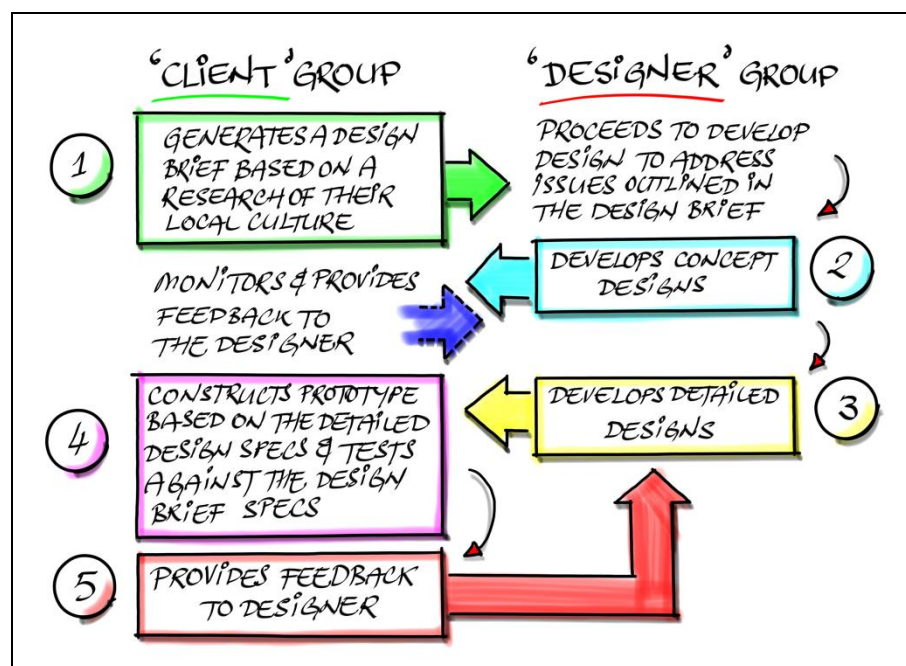 ‘CLIENT’ GROUP
‘DESIGNER’ GROUP
1
GENERATES A DESIGN
BRIEF BASED ON A
RESEARCH OF THEIR
LOCAL CULTURE
PROCEEDS TO DEVELOP
DESIGN TO ADDRESS
ISSUES OUTLINED IN
THE DESIGN BRIEF
DEVELOPS CONCEPT
DESIGNS
2
MONITORS & PROVIDES
FEEDBACK TO
THE DESIGNER
DEVELOPS DETAILED
DESIGNS
3
4
CONSTRUCTS PROTOTYPE
BASED ON THE DETAILED
DESIGN SPECS & TESTS
AGAINST THE DESIGN
BRIEF SPECS
5
PROVIDES FEEDBACK
TO DESIGNER